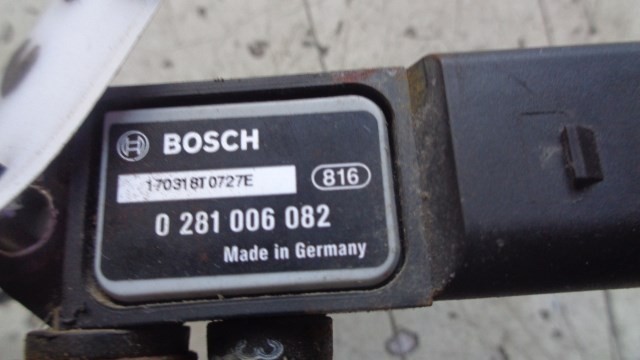 BOSCH
170318T0727E 816
0 281 006 082
Made in Germany